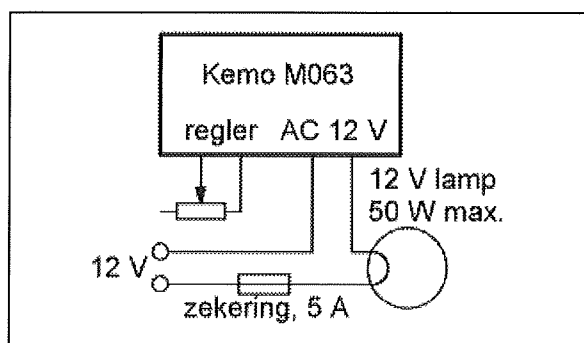 Kemo M063
regler AC 12 V
12 V lamp
50 W max.
12 V
zekering, 5 A